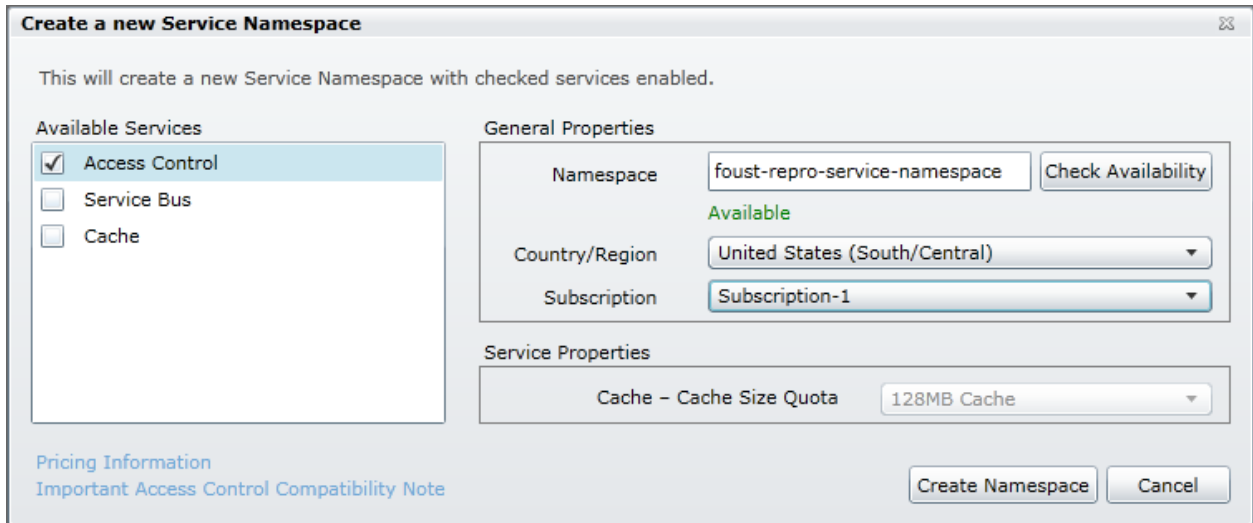 Create a new Service Namespace
This will create a new Service Namespace with checked services enabled.
Available Services
Access Control
Service Bus
Cache
General Properties
Namespace foust-repro-service-namespace Check Availability
Available
Country/Region United States (South/Central)
Subscription Subscription-1
Service Properties
Cache – Cache Size Quota 128MB Cache
Pricing Information
Important Access Control Compatibility Note
Create Namespace Cancel